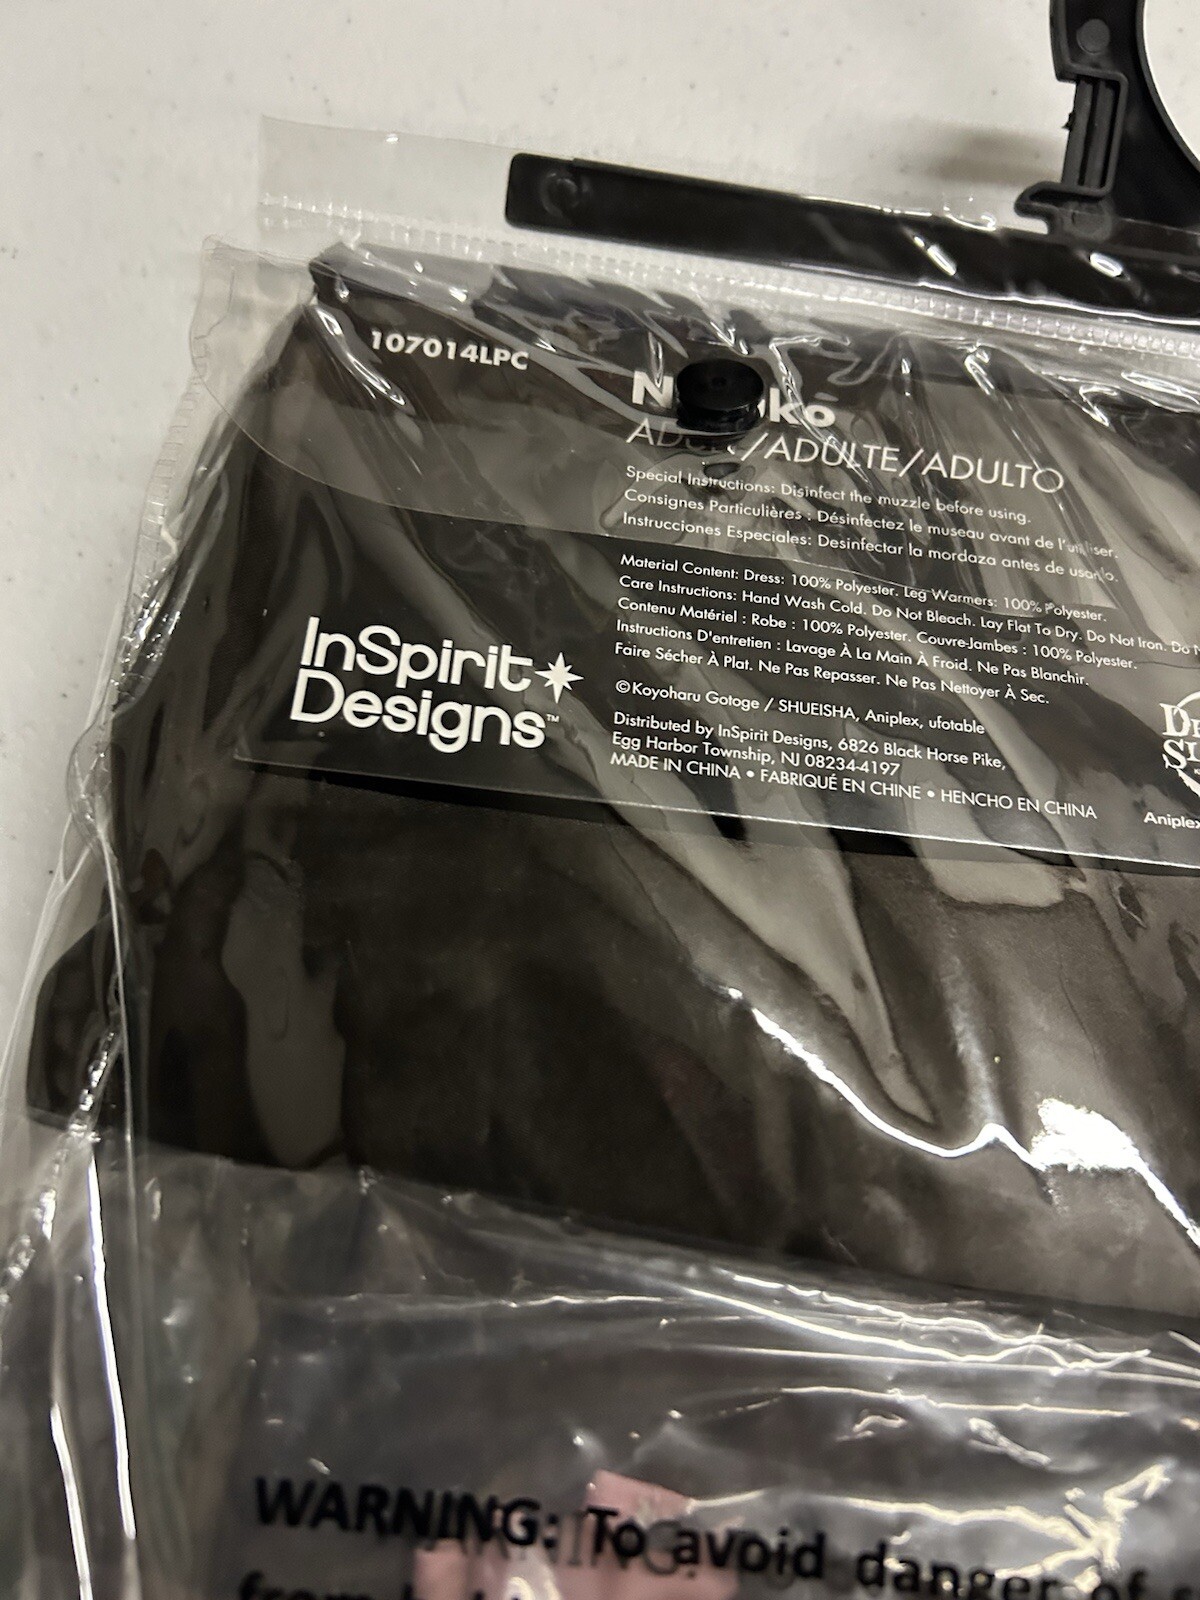 107014LPC
ADULTE/ADULTO
Special Instructions: Disinfect the muzzle before using.
Consignes Particulières : Désinfectez le museau avant de l'utiliser.
Instrucciones Especiales: Desinfectar la mordaza antes de usarlo.
Material Content: Dress: 100% Polyester. Leg Warmers: 100% Polyester.
Care Instructions: Hand Wash Cold. Do Not Bleach. Lay Flat To Dry. Do Not Iron. Do
Contenu Matériel : Robe : 100% Polyester. Couvre-Jambes : 100% Polyester.
Instructions D'entretien : Lavage À La Main À Froid. Ne Pas Blanchir.
Faire Sécher À Plat. Ne Pas Repasser. Ne Pas Nettoyer À Sec.
©Koyoharu Gotoge / SHUEISHA, Aniplex, ufotable
Distributed by InSpirit Designs, 6826 Black Horse Pike,
Egg Harbor Township, NJ 08234-4197
MADE IN CHINA • FABRIQUÉ EN CHINE • HENCHO EN CHINA
InSpirit
Designs™
Aniplex
WARNING: To avoid danger of